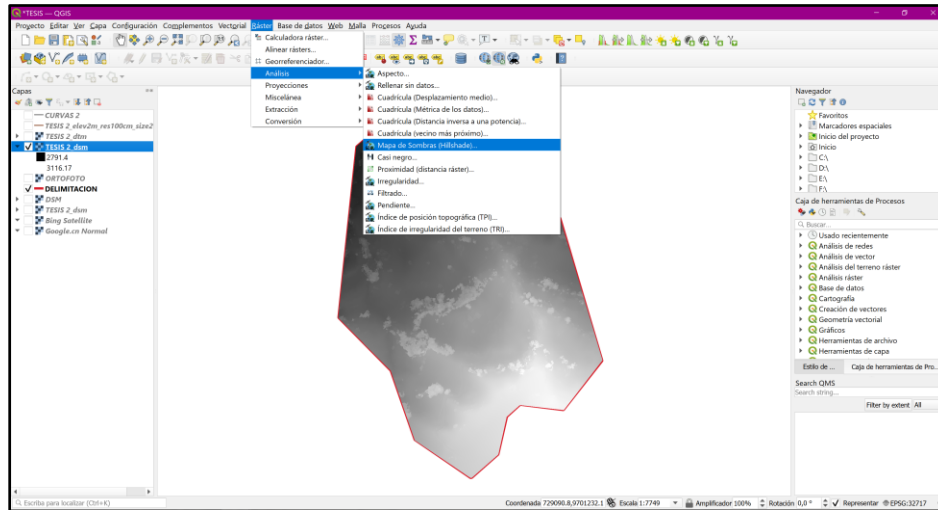 *TESIS — QGIS
Proyecto Editar Ver Capa Configuración Complementos Vectorial Ráster Base de datos Web Malla Procesos Ayuda
Calculadora ráster...
Alinear rásters...
Georreferenciador...
Análisis
Proyecciones
Miscelánea
Extracción
Conversión
Aspecto...
Rellenar sin datos...
Cuadrícula (Desplazamiento medio)...
Cuadrícula (Métrica de los datos)...
Cuadrícula (Distancia inversa a una potencia)...
Cuadrícula (vecino más próximo)...
Mapa de Sombras (Hillshade)...
Casi negro...
Proximidad (distancia ráster)...
Irregularidad...
Filtrado...
Pendiente...
Índice de posición topográfica (TPI)...
Índice de irregularidad del terreno (TRI)...
Capas
CURVAS 2
TESIS 2_elev2m_res100cm_size2
TESIS 2_dtm
TESIS 2_dsm
2791.4
3116.17
ORTOFOTO
DELIMITACION
DSM
TESIS 2_dsm
Bing Satellite
Google.cn Normal
Navegador
Favoritos
Marcadores espaciales
Inicio del proyecto
Inicio
C:\
D:\
E:\
F:\
Caja de herramientas de Procesos
Buscar...
Usado recientemente
Análisis de redes
Análisis de vector
Análisis del terreno ráster
Análisis ráster
Base de datos
Cartografía
Creación de vectores
Geometría vectorial
Gráficos
Herramientas de archivo
Herramientas de capa
Estilo de ... Caja de herramientas de Pro...
Search QMS
Search string...
Filter by extent All
Escriba para localizar (Ctrl+K)
Coordenada 729090.8,9701232.1 Escala 1:7749 Amplificador 100% Rotación 0,0 ° Representar EPSG:32717